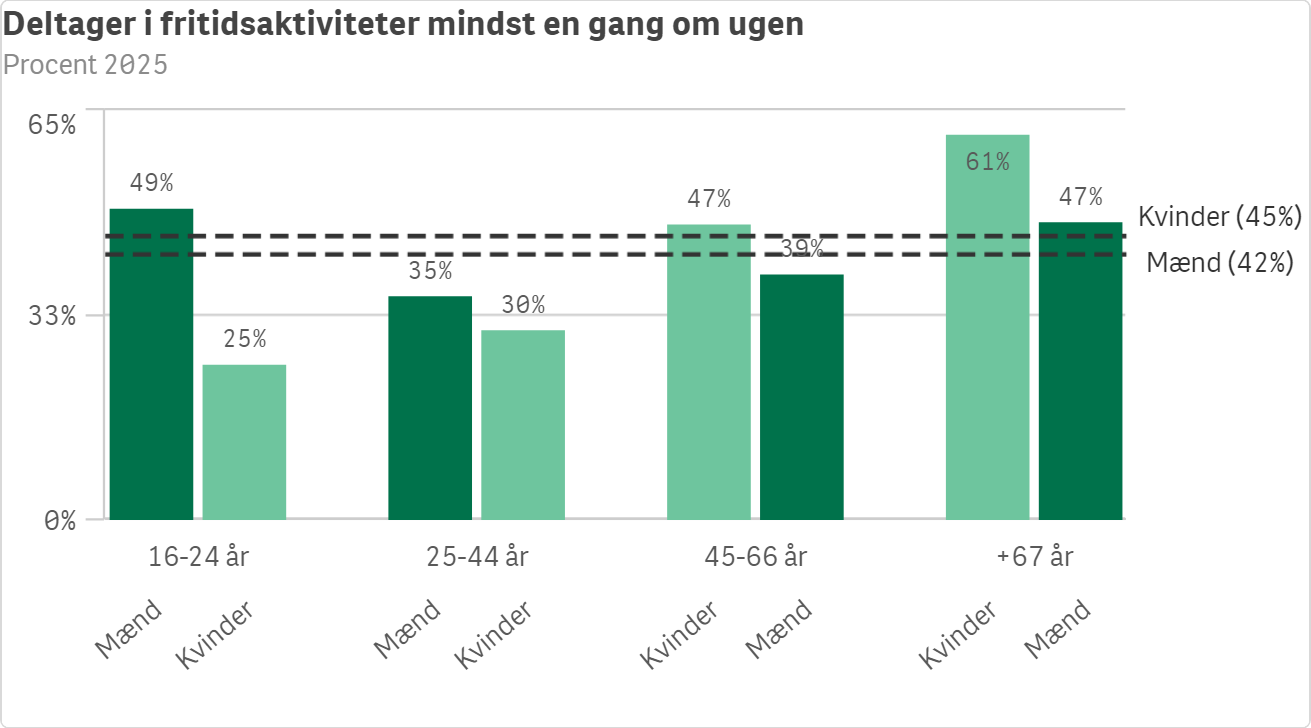 Deltager i fritidsaktiviteter mindst en gang om ugen
Procent 2025
65%
33%
0%
49%
25%
35%
30%
47%
39%
61%
47%
Kvinder (45%)
Mænd (42%)
16-24 år
25-44 år
45-66 år
+67 år
Mænd
Kvinder
Mænd
Kvinder
Kvinder
Mænd
Kvinder
Mænd